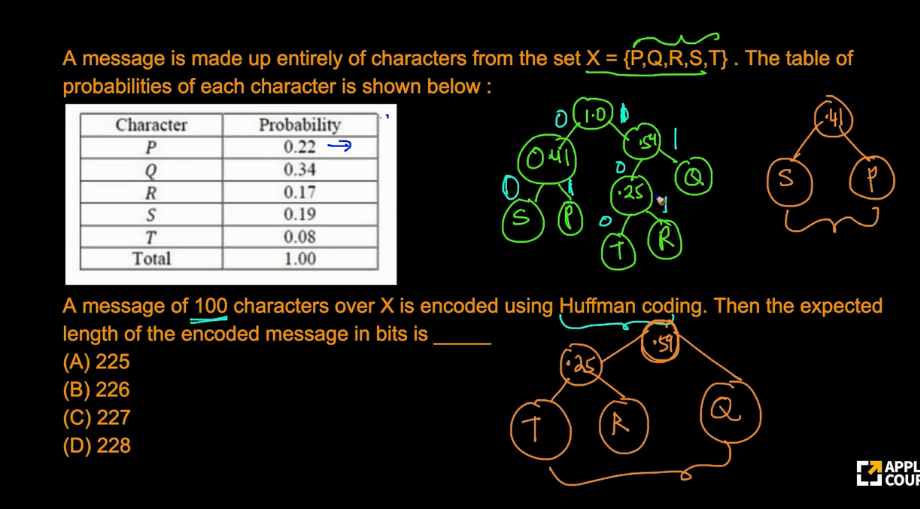 A message is made up entirely of characters from the set X = {P,Q,R,S,T} . The table of
probabilities of each character is shown below :
Character Probability
P 0.22
Q 0.34
R 0.17
S 0.19
T 0.08
Total 1.00
0 1.0 1
0.41 .59 1
0 1 0 .25 Q
S P 0 1
T R
.41
S P
A message of 100 characters over X is encoded using Huffman coding. Then the expected
length of the encoded message in bits is ______
(A) 225
(B) 226
(C) 227
(D) 228
.59
.25
T R Q
APPL
COUR